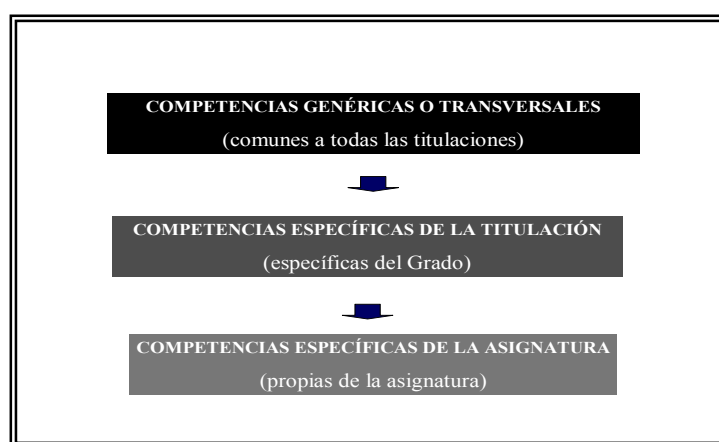 COMPETENCIAS GENÉRICAS O TRANSVERSALES
(comunes a todas las titulaciones)
COMPETENCIAS ESPECÍFICAS DE LA TITULACIÓN
(específicas del Grado)
COMPETENCIAS ESPECÍFICAS DE LA ASIGNATURA
(propias de la asignatura)